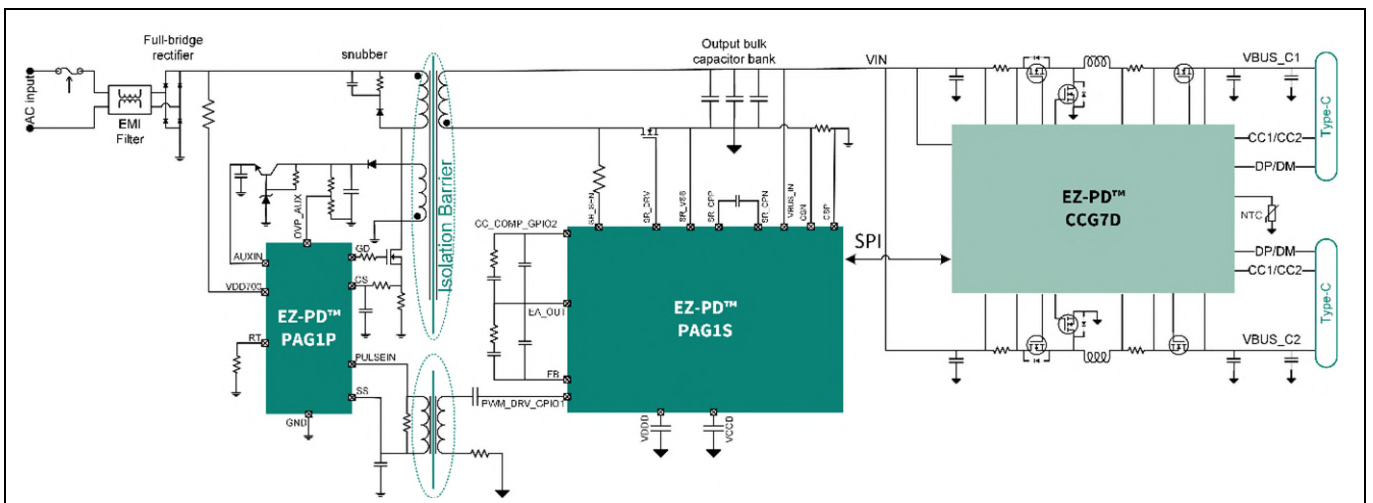 Full-bridge
rectifier
AC input
EMI
Filter
snubber
Isolation Barrier
Output bulk
capacitor bank
VIN
VBUS_C1
Type-C
CC1/CC2
DP/DM
EZ-PD™
CCG7D
NTC
DP/DM
CC1/CC2
Type-C
VBUS_C2
OVP_AUX
AUXIN
VDD700
RT
GD
CS
PULSEIN
SS
GND
EZ-PD™
PAG1P
SR_SEN
SR_DRV
SR_VSS
SR_CPP
SR_CPN
VBUS_IN
CSN
CSP
CC_COMP_GPIO2
EA_OUT
FB
PWM_DRV_GPIO1
EZ-PD™
PAG1S
SPI
VDDD
VCCD